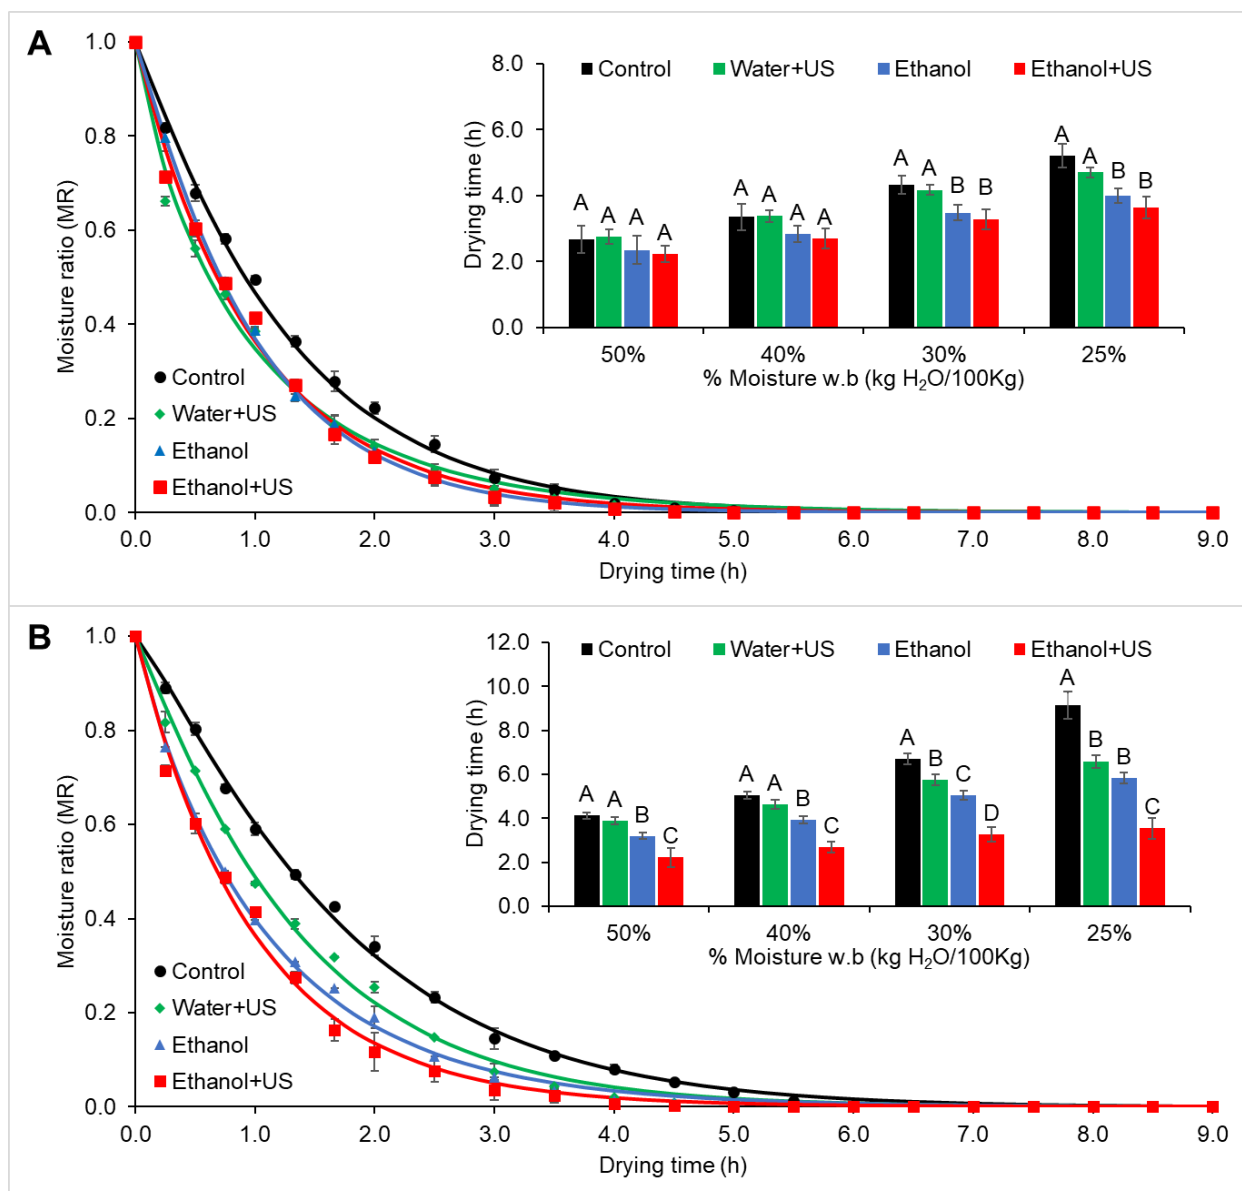 A
1.0
0.8
0.6
0.4
0.2
0.0
Moisture ratio (MR)
Control
Water+US
Ethanol
Ethanol+US
0.0 1.0 2.0 3.0 4.0 5.0 6.0 7.0 8.0 9.0
Drying time (h)
8.0
6.0
4.0
2.0
0.0
Drying time (h)
Control Water+US Ethanol Ethanol+US
A A A A
A A A A
A A B B
A A B B
50% 40% 30% 25%
% Moisture w.b (kg H₂O/100Kg)
B
1.0
0.8
0.6
0.4
0.2
0.0
Moisture ratio (MR)
Control
Water+US
Ethanol
Ethanol+US
0.0 1.0 2.0 3.0 4.0 5.0 6.0 7.0 8.0 9.0
Drying time (h)
12.0
10.0
8.0
6.0
4.0
2.0
0.0
Drying time (h)
Control Water+US Ethanol Ethanol+US
A A B C
A A B C
A B C D
A B B C
50% 40% 30% 25%
% Moisture w.b (kg H₂O/100Kg)